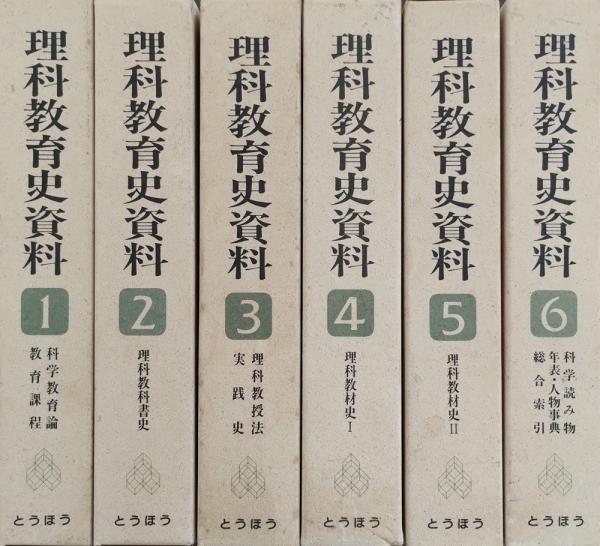 理科教育史資料
1
科学教育論
教育課程
とうほう
理科教育史資料
2
理科教科書史
とうほう
理科教育史資料
3
理科教授法
実践史
とうほう
理科教育史資料
4
理科教材史I
とうほう
理科教育史資料
5
理科教材史II
とうほう
理科教育史資料
6
科学読み物
年表・人物事典
総合索引
とうほう